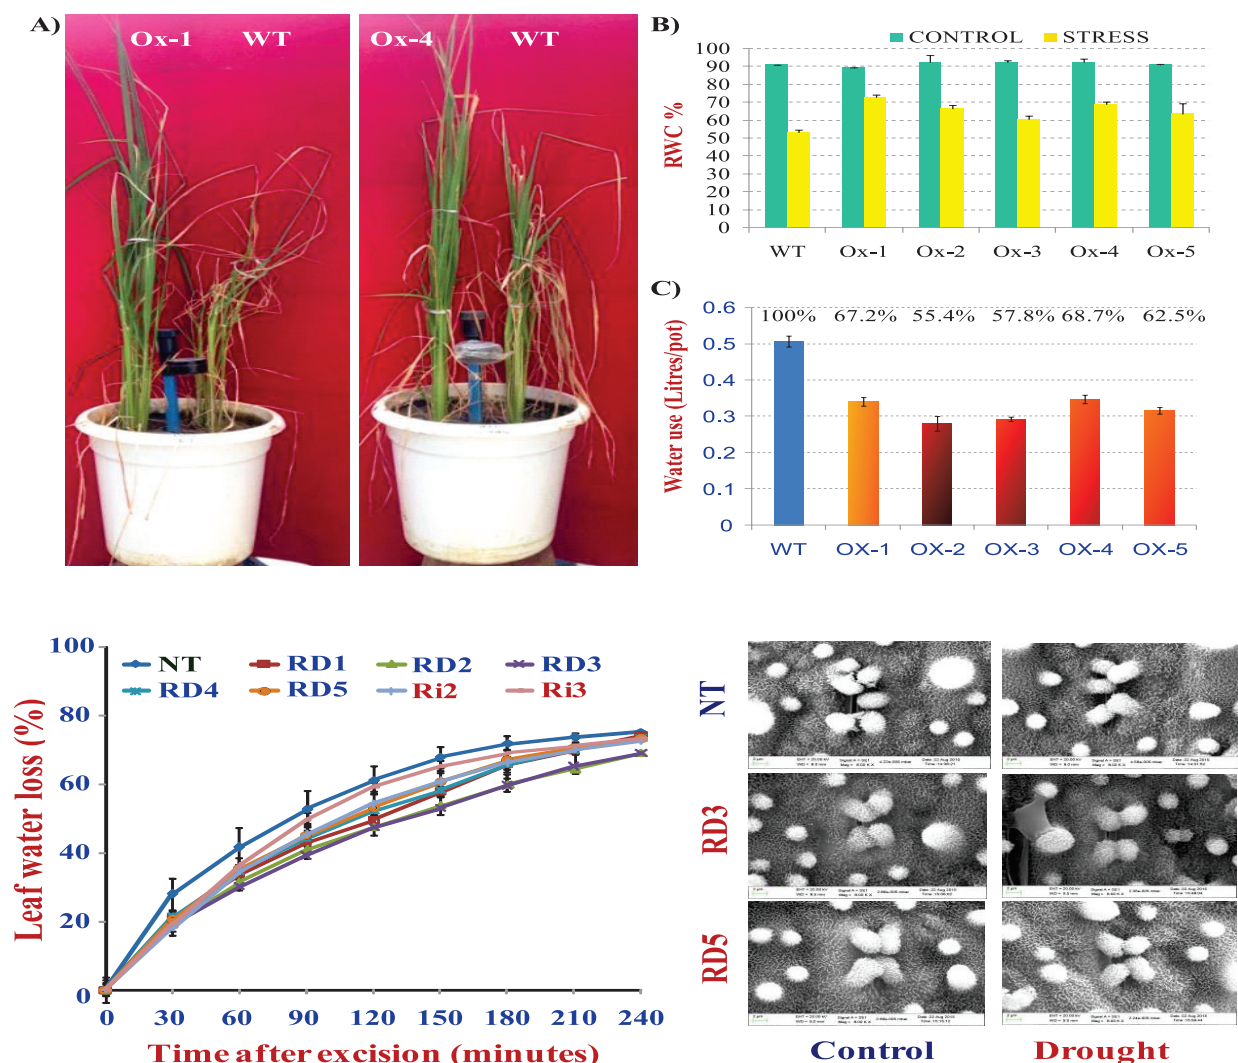 A)
Ox-1 WT
Ox-4 WT
B)
CONTROL STRESS
RWC %
100
90
80
70
60
50
40
30
20
10
0
WT Ox-1 Ox-2 Ox-3 Ox-4 Ox-5
C)
Water use (Litres/pot)
0.6
0.5
0.4
0.3
0.2
0.1
0
100% 67.2% 55.4% 57.8% 68.7% 62.5%
WT OX-1 OX-2 OX-3 OX-4 OX-5
Leaf water loss (%)
100
80
60
40
20
0
NT RD1 RD2 RD3
RD4 RD5 Ri2 Ri3
0 30 60 90 120 150 180 210 240
Time after excision (minutes)
NT
RD3
RD5
Control Drought